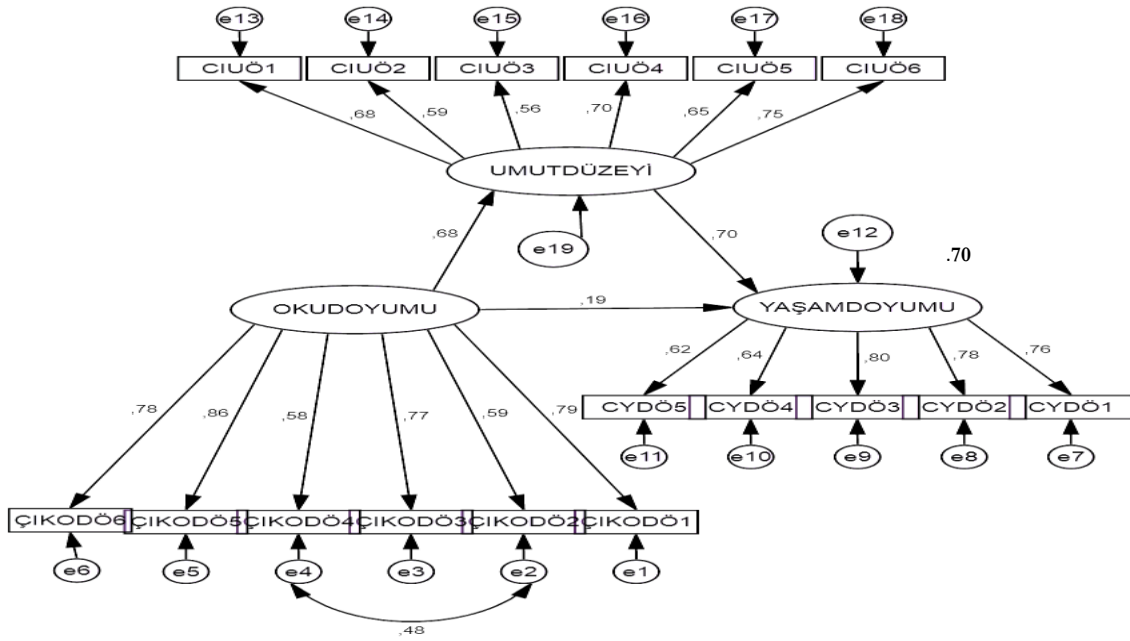 e13 e14 e15 e16 e17 e18
CIUÖ1 CIUÖ2 CIUÖ3 CIUÖ4 CIUÖ5 CIUÖ6
,68 ,59 ,56 ,70 ,65 ,75
UMUTDÜZEYİ
,68 e19 ,70 e12
.70
OKUDOYUMU ,19 YAŞAMDOYUMU
,62 ,64 ,80 ,78 ,76
,78 ,86 ,58 ,77 ,59 ,79
CYDÖ5 CYDÖ4 CYDÖ3 CYDÖ2 CYDÖ1
e11 e10 e9 e8 e7
ÇIKODÖ6 ÇIKODÖ5 ÇIKODÖ4 ÇIKODÖ3 ÇIKODÖ2 ÇIKODÖ1
e6 e5 e4 e3 e2 e1
,48